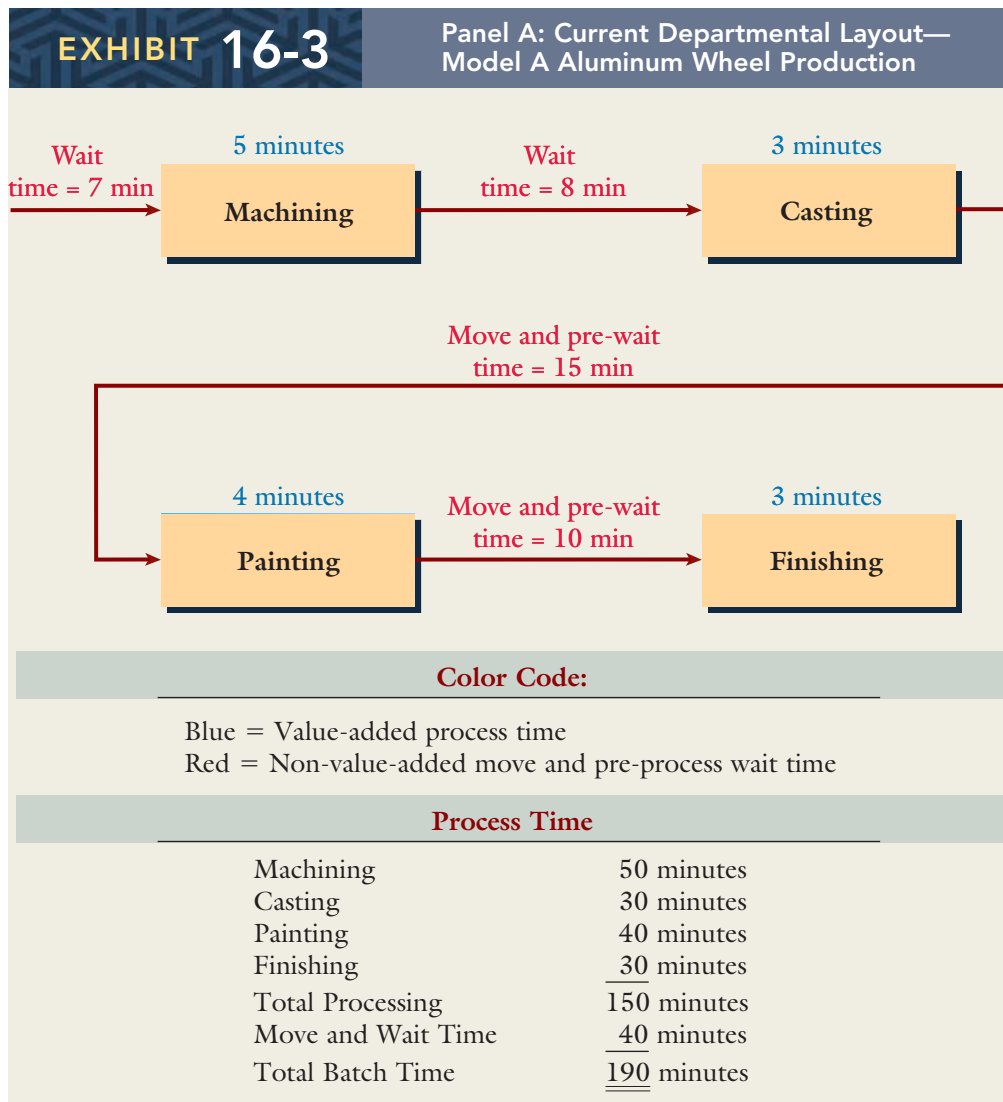 EXHIBIT 16-3
Panel A: Current Departmental Layout—
Model A Aluminum Wheel Production
Wait
time = 7 min
5 minutes
Machining
Wait
time = 8 min
3 minutes
Casting
Move and pre-wait
time = 15 min
4 minutes
Painting
Move and pre-wait
time = 10 min
3 minutes
Finishing
Color Code:
Blue = Value-added process time
Red = Non-value-added move and pre-process wait time
Process Time
Machining 50 minutes
Casting 30 minutes
Painting 40 minutes
Finishing 30 minutes
Total Processing 150 minutes
Move and Wait Time 40 minutes
Total Batch Time 190 minutes